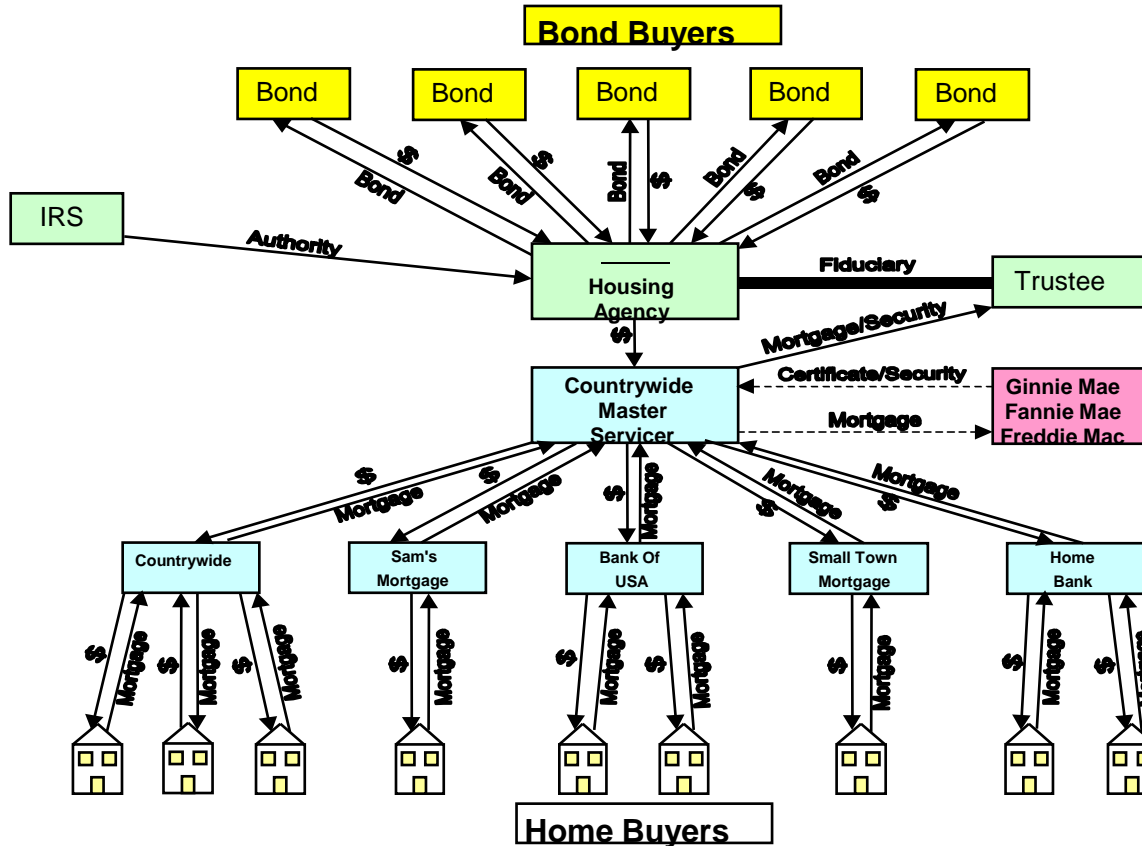 Bond Buyers
Bond
Bond
Bond
Bond
Bond
$
Bond
$
Bond
Bond
$
Bond
$
Bond
$
IRS
Authority
Housing
Agency
Fiduciary
Trustee
$
Mortgage/Security
Countrywide
Master
Servicer
Certificate/Security
Mortgage
Ginnie Mae
Fannie Mae
Freddie Mac
$
Mortgage
$
Mortgage
$
Mortgage
Mortgage
$
Mortgage
$
Countrywide
Sam's
Mortgage
Bank Of
USA
Small Town
Mortgage
Home
Bank
$
Mortgage
$
Mortgage
$
Mortgage
$
Mortgage
$
Mortgage
$
Mortgage
$
Mortgage
$
Mortgage
$
Home Buyers